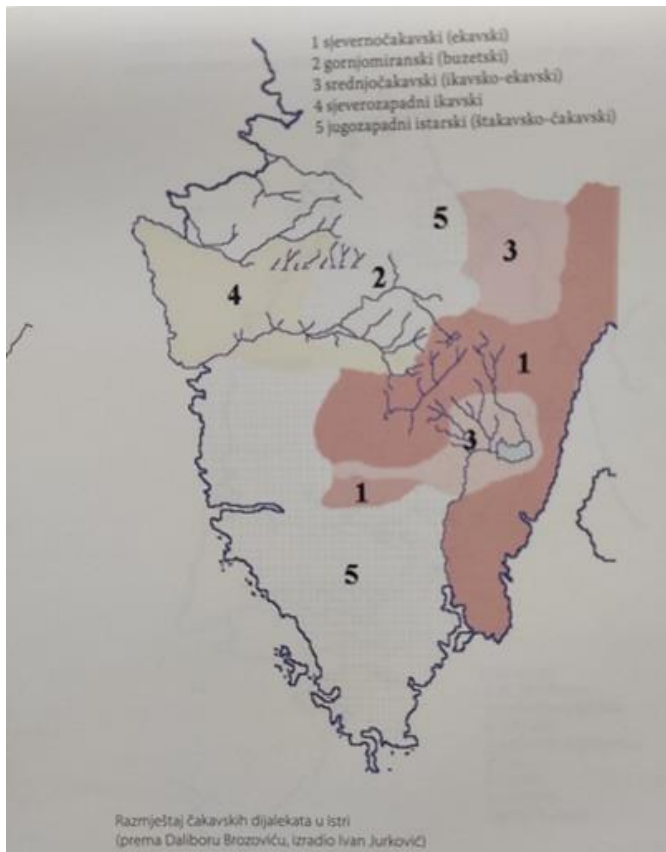 1 sjevernočakavski (ekavski)
2 gornjomiranski (buzetski)
3 srednjočakavski (ikavsko-ekavski)
4 sjeverozapadni ikavski
5 jugozapadni istarski (štakavsko-čakavski)
5
3
2
4
1
3
1
5
Razmještaj čakavskih dijalekata u Istri
(prema Daliboru Brozoviću, izradio Ivan Jurković)